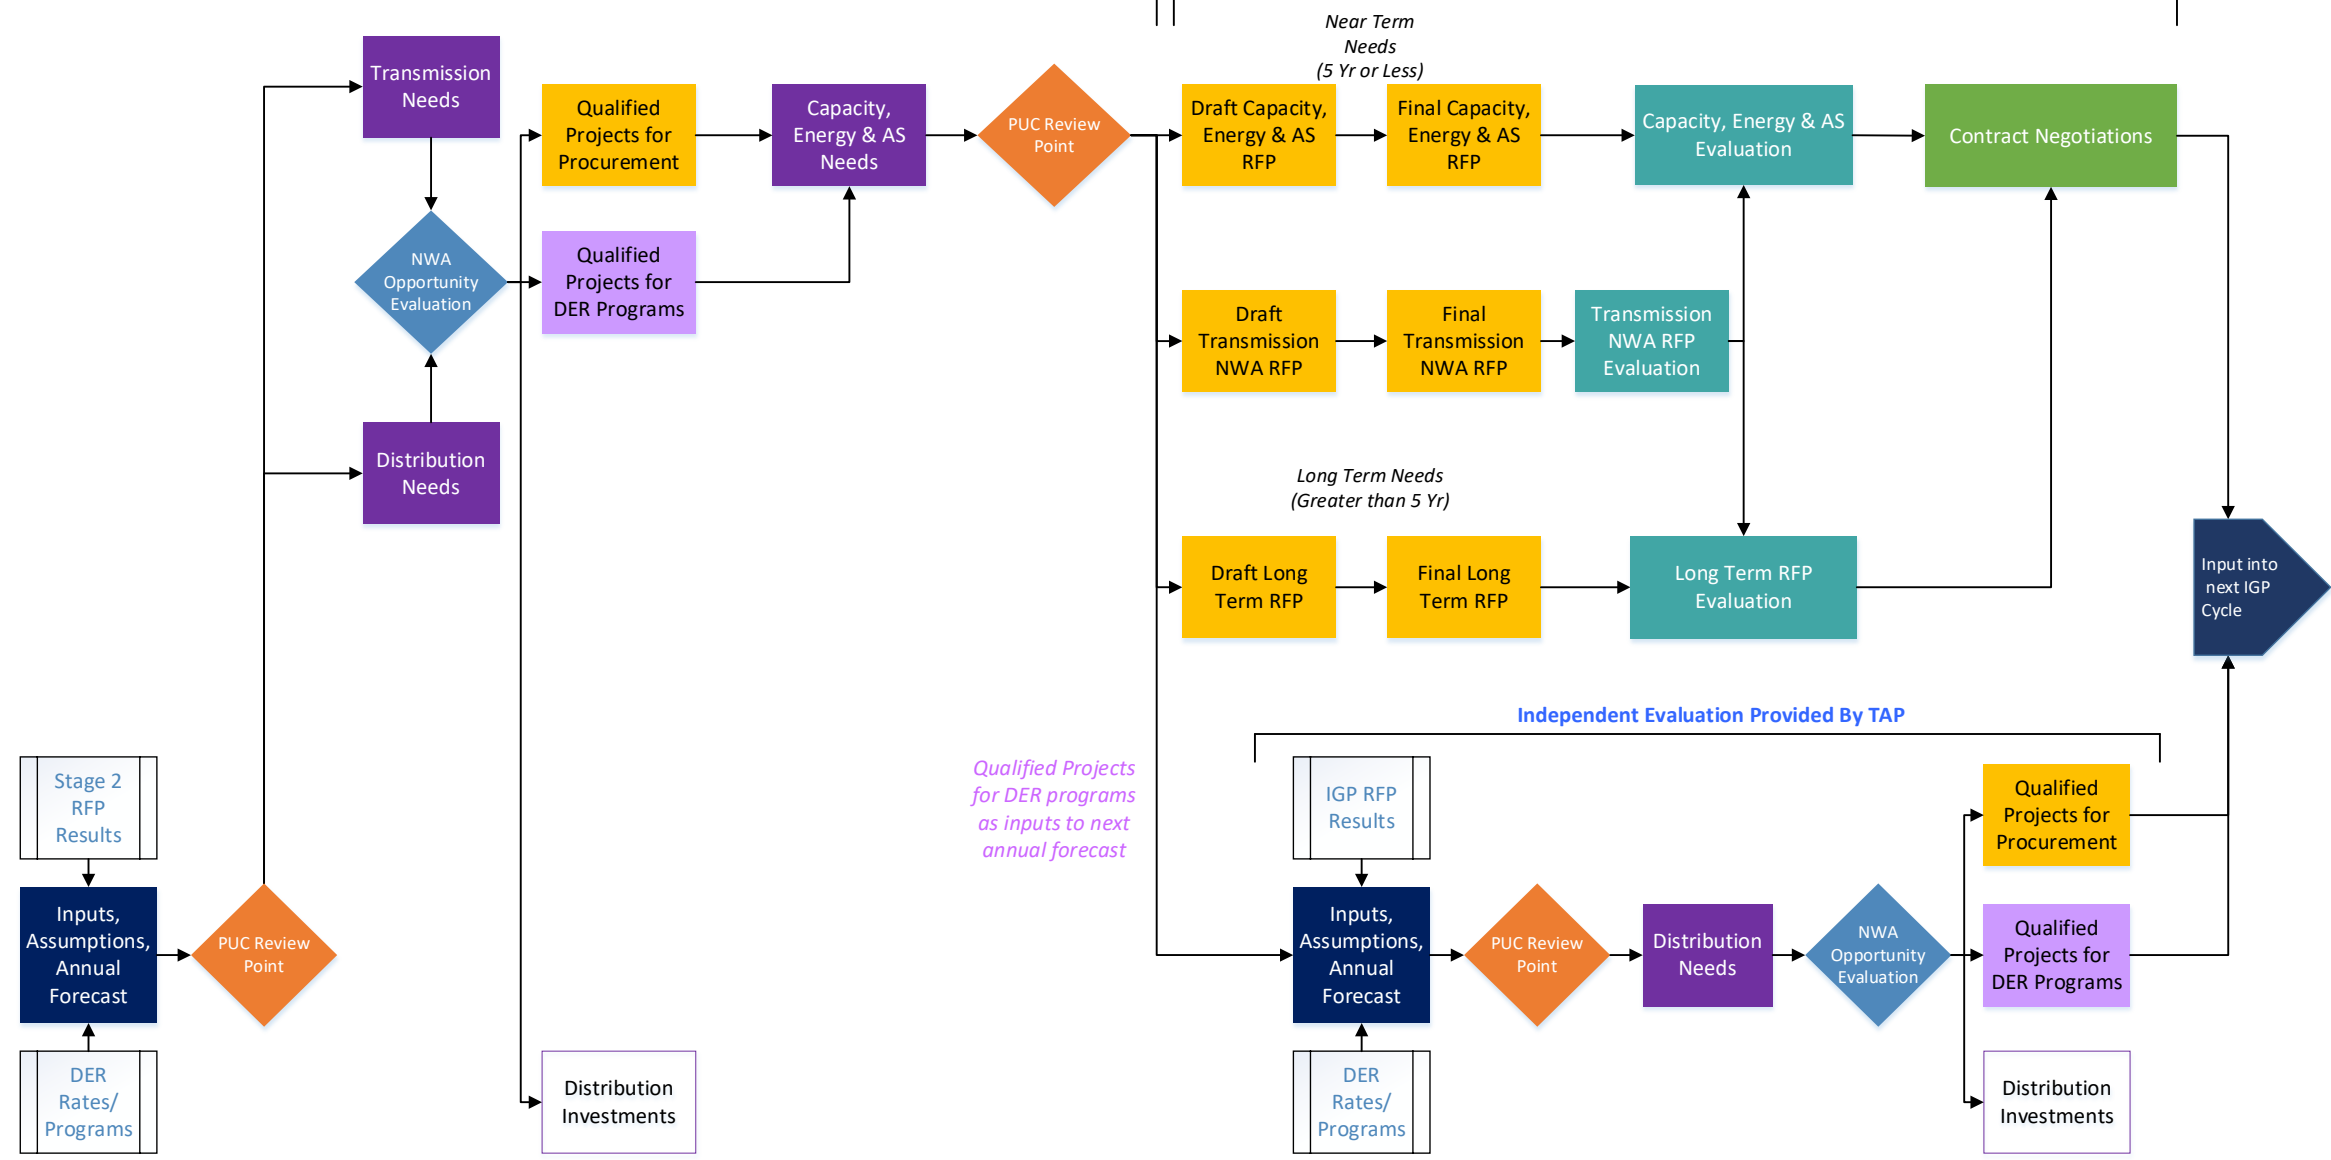 Near Term
Needs
(5 Yr or Less)
Transmission
Needs
Qualified
Projects for
Procurement
Capacity,
Energy & AS
Needs
PUC Review
Point
Draft Capacity,
Energy & AS
RFP
Final Capacity,
Energy & AS
RFP
Capacity, Energy & AS
Evaluation
Contract Negotiations
NWA
Opportunity
Evaluation
Qualified
Projects for
DER Programs
Draft
Transmission
NWA RFP
Final
Transmission
NWA RFP
Transmission
NWA RFP
Evaluation
Distribution
Needs
Long Term Needs
(Greater than 5 Yr)
Draft Long
Term RFP
Final Long
Term RFP
Long Term RFP
Evaluation
Input into
next IGP
Cycle
Independent Evaluation Provided By TAP
Stage 2
RFP
Results
Qualified Projects
for DER programs
as inputs to next
annual forecast
IGP RFP
Results
Qualified
Projects for
Procurement
Inputs,
Assumptions,
Annual
Forecast
PUC Review
Point
Inputs,
Assumptions,
Annual
Forecast
PUC Review
Point
Distribution
Needs
NWA
Opportunity
Evaluation
Qualified
Projects for
DER Programs
DER
Rates/
Programs
Distribution
Investments
DER
Rates/
Programs
Distribution
Investments